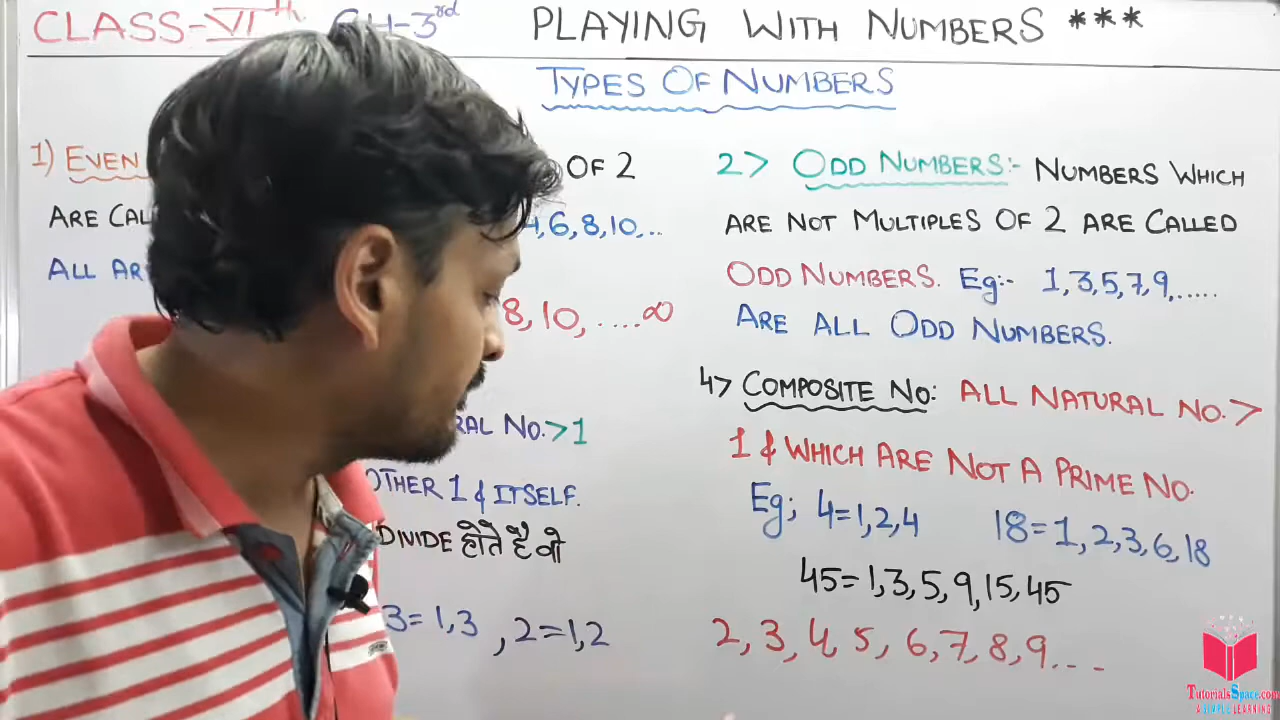 CLASS-VIth CH-3rd PLAYING WITH NUMBERS ***
TYPES OF NUMBERS
1) EVEN OF 2
ARE 4,6,8,10,..
ALL
8,10,.....∞
NO.>1
OTHER 1 & ITSELF.
DIVIDE होते है वो
3=1,3 , 2=1,2
2> ODD NUMBERS:- NUMBERS WHICH
ARE NOT MULTIPLES OF 2 ARE CALLED
ODD NUMBERS. Eg:- 1,3,5,7,9,.....
ARE ALL ODD NUMBERS.
4> COMPOSITE NO: ALL NATURAL NO. >
1 & WHICH ARE NOT A PRIME NO.
Eg; 4=1,2,4 18=1,2,3,6,18
45=1,3,5,9,15,45
2,3,4,5,6,7,8,9...
TutorialsSpace.com
A SIMPLE LEARNING